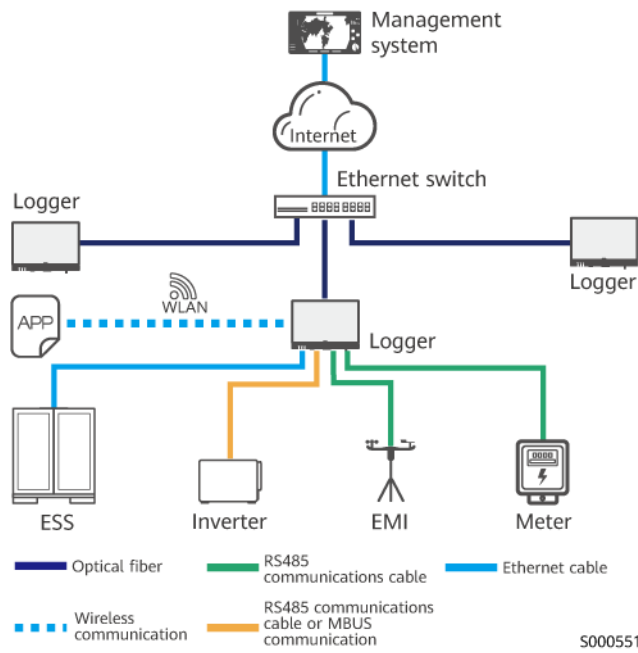 Management
system
Internet
Ethernet switch
Logger
Logger
WLAN
APP
Logger
ESS
Inverter
EMI
Meter
Optical fiber
RS485
communications cable
Ethernet cable
Wireless
communication
RS485 communications
cable or MBUS
communication
S000551